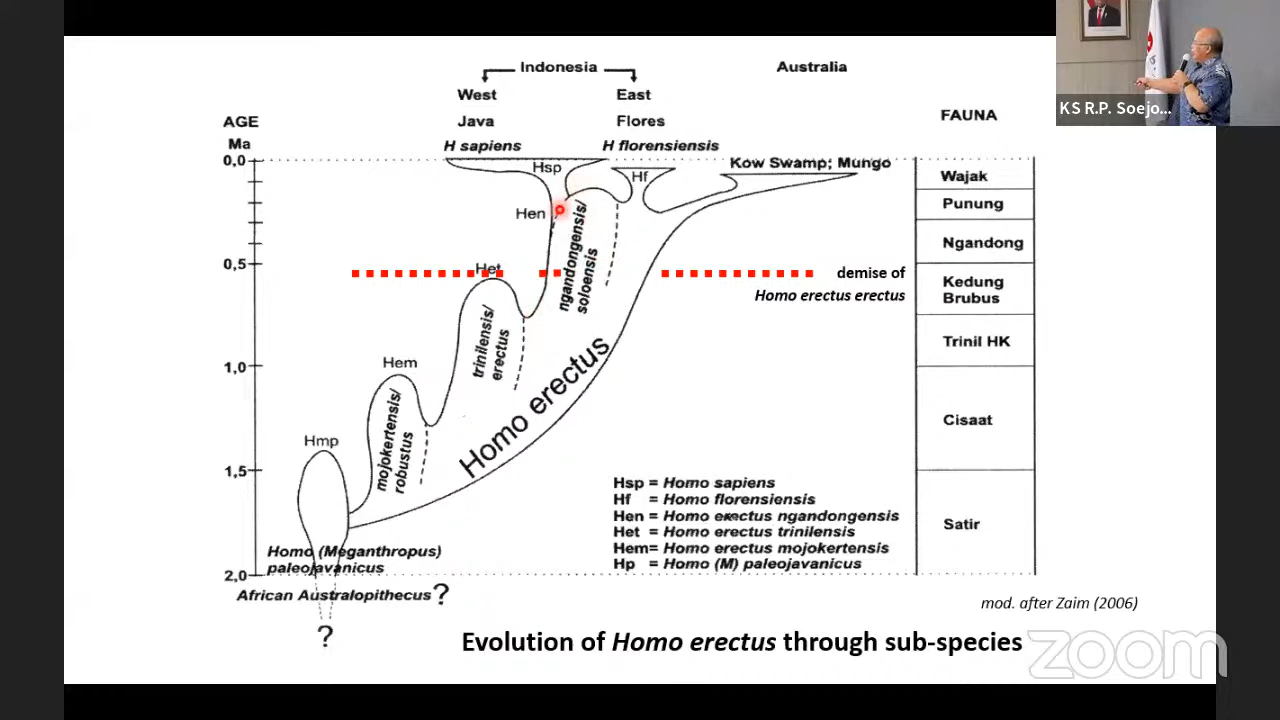 KS R.P. Soejo...
Indonesia
Australia
West
East
Java
Flores
AGE
FAUNA
Ma
H sapiens
H florensiensis
0,0
Hsp
Hf
Kow Swamp; Mungo
Wajak
Hen
Punung
Ngandong
0,5
Het
demise of
Homo erectus erectus
Kedung
Brubus
ngandongensis/
soloensis
trinilensis/
erectus
Trinil HK
1,0
Hem
Homo erectus
mojokertensis/
robustus
Cisaat
Hmp
1,5
Hsp = Homo sapiens
Hf = Homo florensiensis
Hen = Homo erectus ngandongensis
Het = Homo erectus trinilensis
Hem= Homo erectus mojokertensis
Hp = Homo (M) paleojavanicus
Satir
Homo (Meganthropus)
paleojavanicus
2,0
African Australopithecus ?
?
mod. after Zaim (2006)
Evolution of Homo erectus through sub-species
zoom